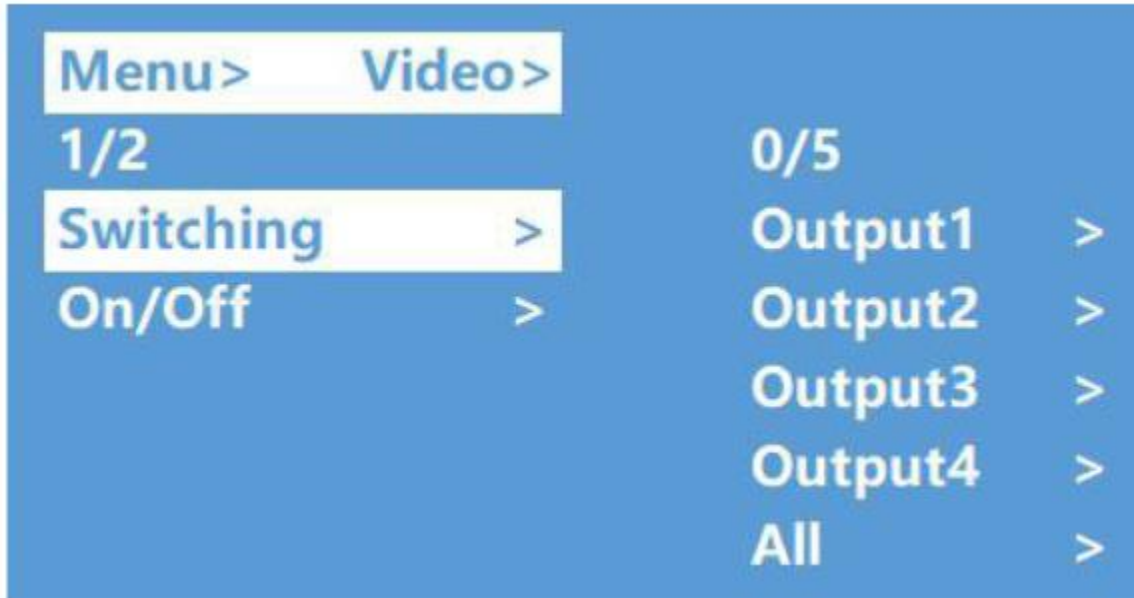 Menu> Video>
1/2 0/5
Switching > Output1 >
On/Off > Output2 >
Output3 >
Output4 >
All >